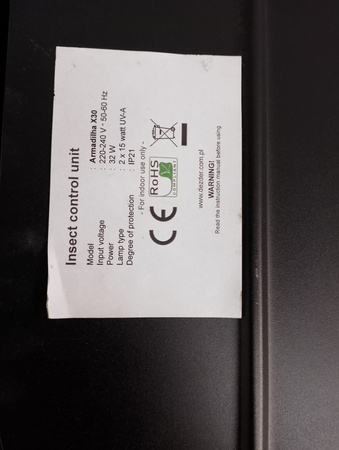 Insect control unit
Model : Armadilha X30
Input voltage : 220-240 V - 50-60 Hz
Power : 32 W
Lamp type : 2 x 15 watt UV-A
Degree of protection : IP21
- For indoor use only -
CE RoHS
COMPLIANT
www.dezder.com.pl
WARNING!
Read the instruction manual before using